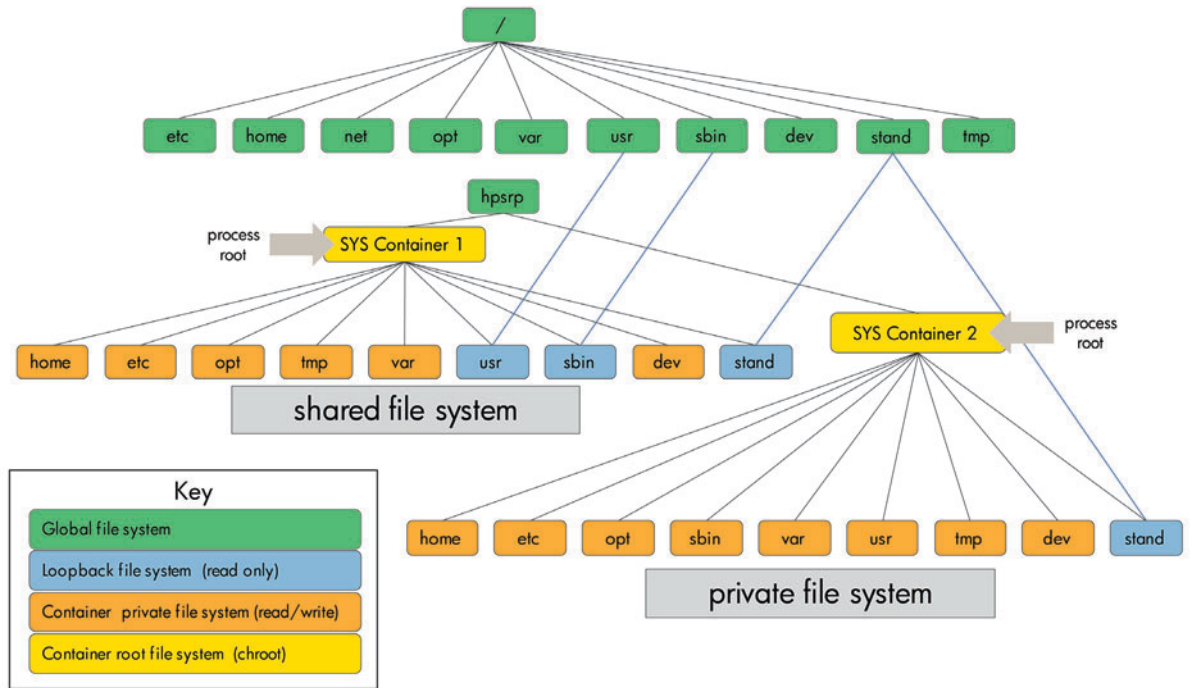 /
etc home net opt var usr sbin dev stand tmp
hpsrp
process
root
SYS Container 1
SYS Container 2
process
root
home etc opt tmp var usr sbin dev stand
shared file system
Key
Global file system
Loopback file system (read only)
Container private file system (read/write)
Container root file system (chroot)
home etc opt sbin var usr tmp dev stand
private file system